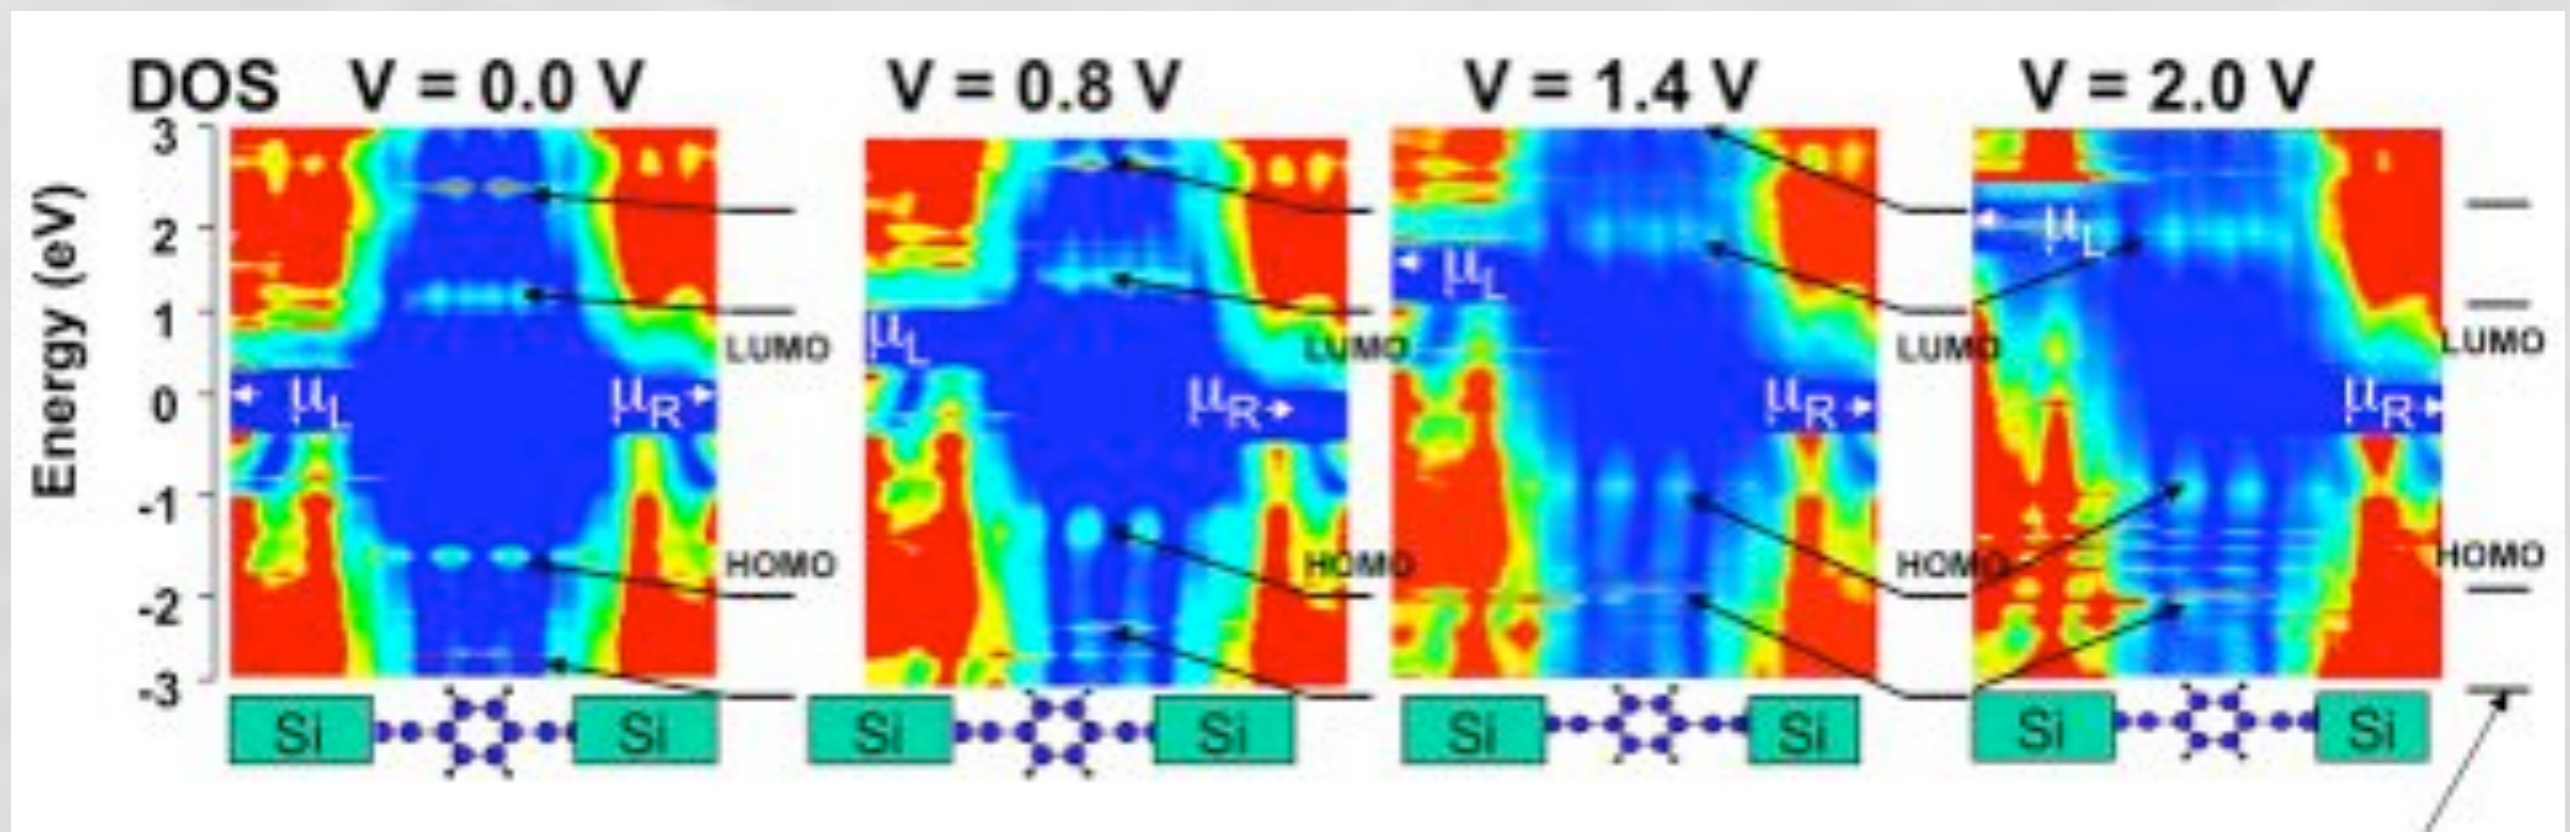 DOS V = 0.0 V V = 0.8 V V = 1.4 V V = 2.0 V
Energy (eV)
3
2
1
0
-1
-2
-3
μL μR
LUMO
HOMO
Si Si
μL μR
LUMO
HOMO
Si Si
μL μR
LUMO
HOMO
Si Si
μL μR
LUMO
HOMO
Si Si